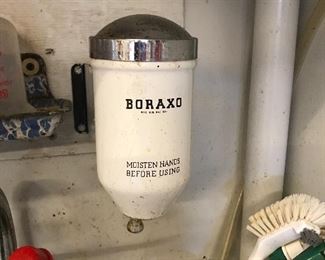 BORAXO
MOISTEN HANDS
BEFORE USING